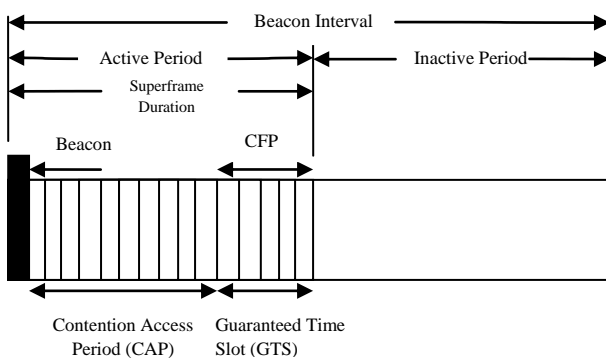 Beacon Interval
Active Period
Inactive Period
Superframe
Duration
Beacon
CFP
Contention Access
Period (CAP)
Guaranteed Time
Slot (GTS)